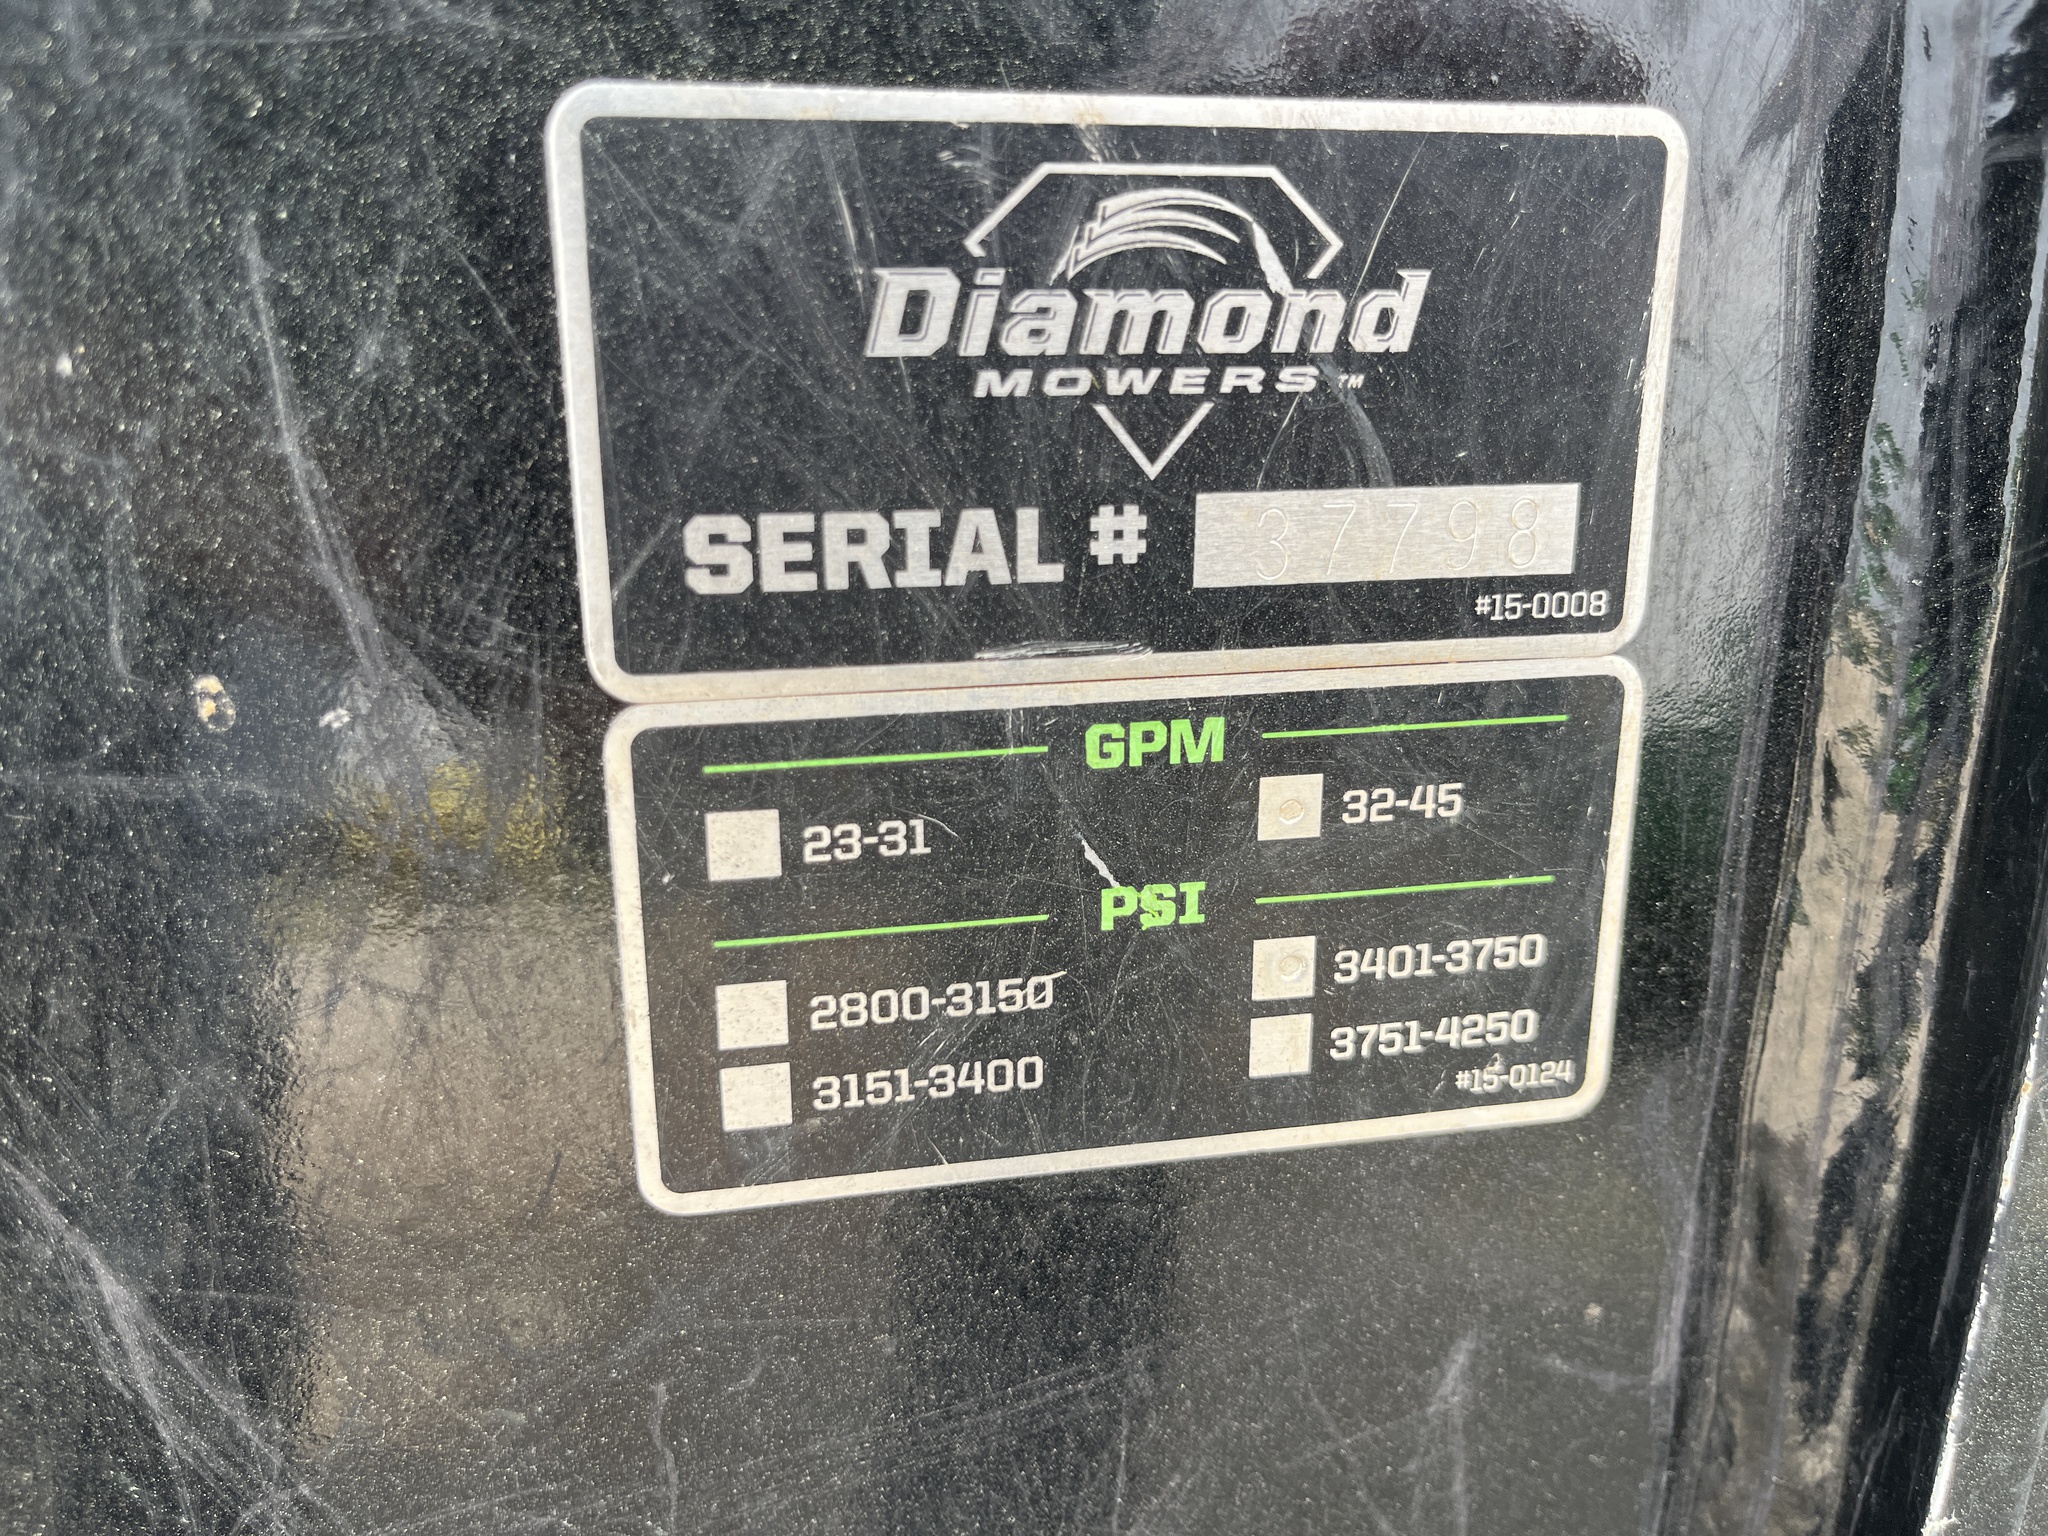 Diamond
MOWERS™
SERIAL # 37798
#15-0008
GPM
23-31 32-45
PSI
2800-3150 3401-3750
3151-3400 3751-4250
#15-0124